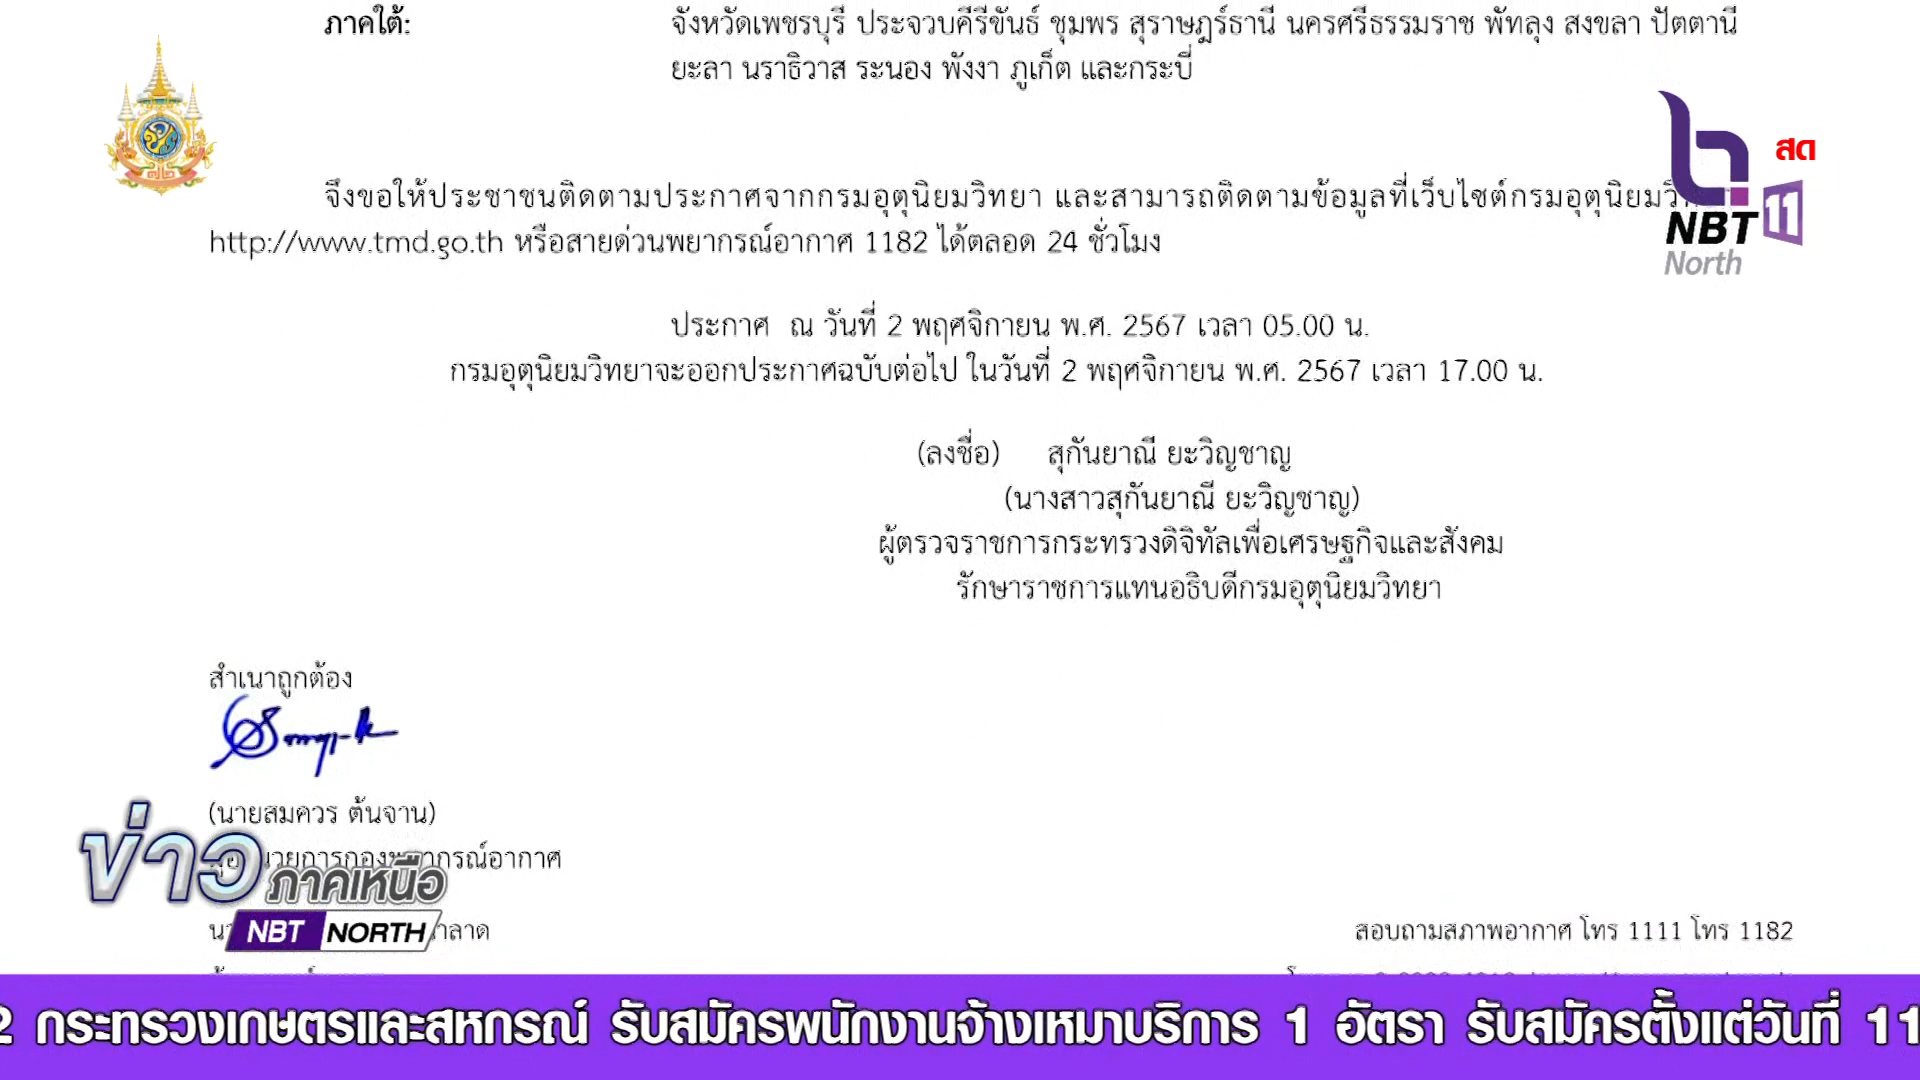 ภาคใต้: จังหวัดเพชรบุรี ประจวบคีรีขันธ์ ชุมพร สุราษฎร์ธานี นครศรีธรรมราช พัทลุง สงขลา ปัตตานี
ยะลา นราธิวาส ระนอง พังงา ภูเก็ต และกระบี่
สด
จึงขอให้ประชาชนติดตามประกาศจากกรมอุตุนิยมวิทยา และสามารถติดตามข้อมูลที่เว็บไซต์กรมอุตุนิยมวิ
http://www.tmd.go.th หรือสายด่วนพยากรณ์อากาศ 1182 ได้ตลอด 24 ชั่วโมง
NBT 11
North
ประกาศ ณ วันที่ 2 พฤศจิกายน พ.ศ. 2567 เวลา 05.00 น.
กรมอุตุนิยมวิทยาจะออกประกาศฉบับต่อไป ในวันที่ 2 พฤศจิกายน พ.ศ. 2567 เวลา 17.00 น.
(ลงชื่อ) สุกันยาณี ยะวิญชาญ
(นางสาวสุกันยาณี ยะวิญชาญ)
ผู้ตรวจราชการกระทรวงดิจิทัลเพื่อเศรษฐกิจและสังคม
รักษาราชการแทนอธิบดีกรมอุตุนิยมวิทยา
สำเนาถูกต้อง
(นายสมควร ต้นจาน)
กรณ์อากาศ
ข่าว ภาคเหนือ
NBT NORTH
สอบถามสภาพอากาศ โทร 1111 โทร 1182
2 กระทรวงเกษตรและสหกรณ์ รับสมัครพนักงานจ้างเหมาบริการ 1 อัตรา รับสมัครตั้งแต่วันที่ 11